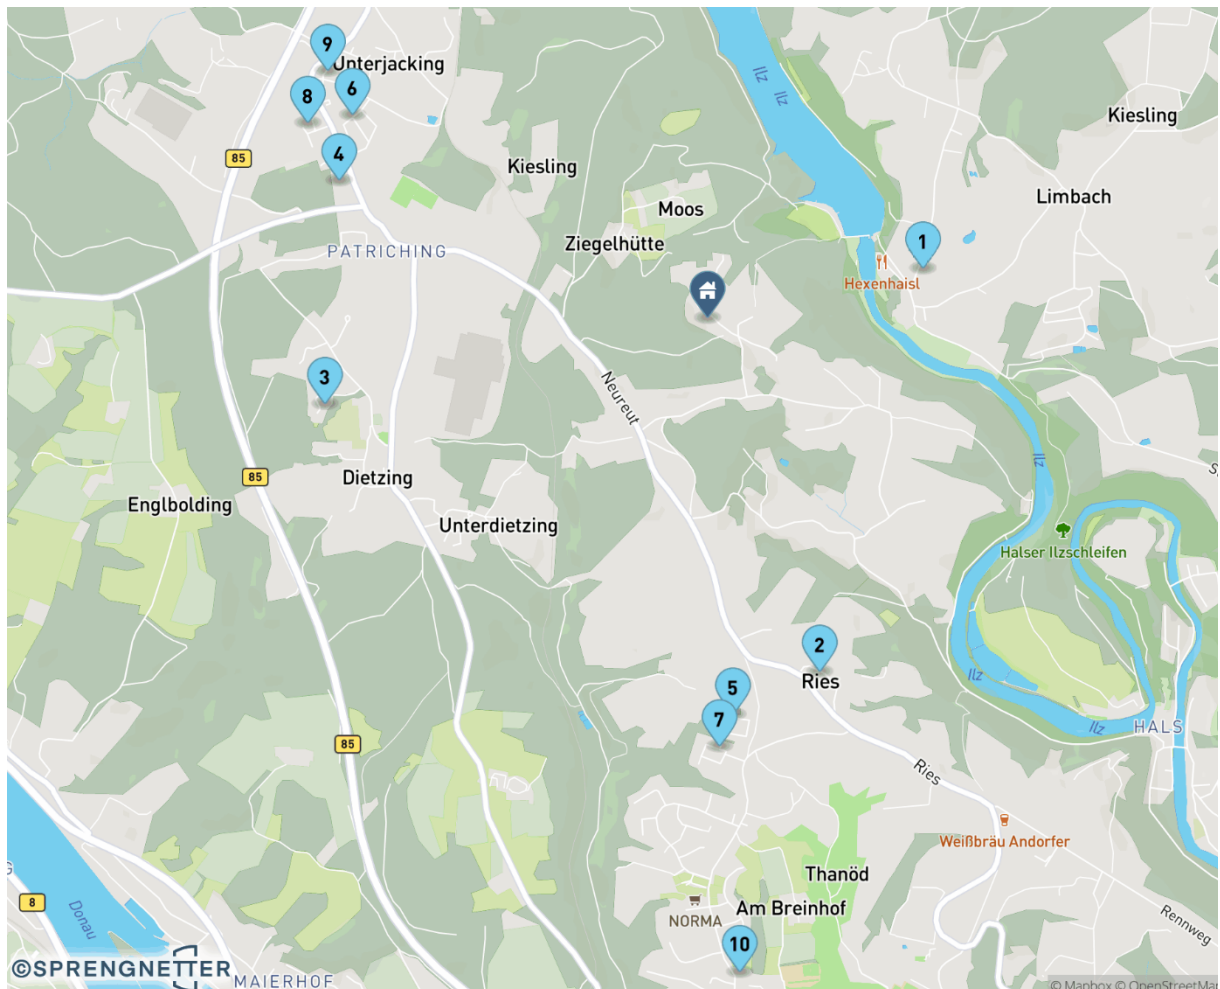 9
Unterjacking
8
6
Ilz
Ilz
Kiesling
85
4
Kiesling
Limbach
Moos
Ziegelhütte
PATRICHING
1
Hexenhaisl
3
Neureut
Ilz
85
Dietzing
Englbolding
Unterdietzing
Halser Ilzschleifen
2
Ries
5
7
Ilz
Ilz
HALS
85
Ries
Weißbräu Andorfer
Thanöd
8
Donau
NORMA
Am Breinhof
Rennweg
10
©SPRENGNETTER
MAIERHOF
© Mapbox © OpenStreetMap